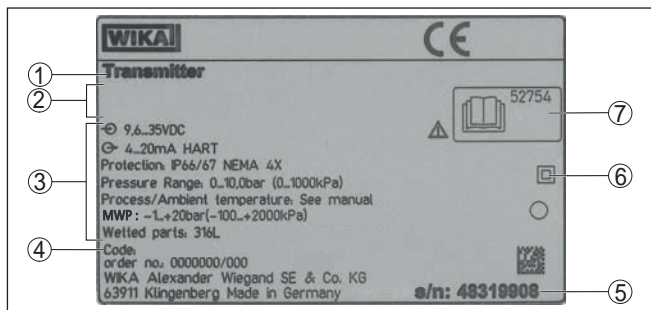 WIKA CE
① Transmitter
②
52754 ⑦
③
9,6...35VDC
4...20mA HART
Protection: IP66/67 NEMA 4X
Pressure Range: 0...10,0bar (0...1000kPa)
⑥
Process/Ambient temperature: See manual
MWP: -1...+20bar(-100...+2000kPa)
Wetted parts: 316L
④ Code:
order no.: 0000000/000
WIKA Alexander Wiegand SE & Co. KG
63911 Klingenberg Made in Germany s/n: 48319908 ⑤